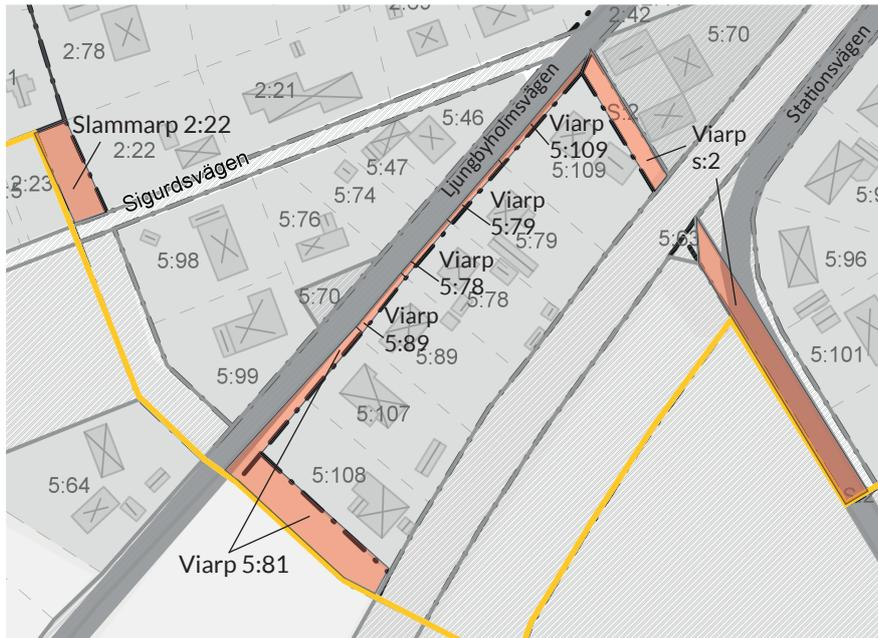 2:42
5:70
2:78
2:21
Stationsvägen
Ljungbyholmsvägen
Slammarp 2:22
2:22
5:46
Viarp
5:109
5:109
S:2
Viarp
s:2
5:47
Sigurdsvägen
2:23
5:74
Viarp
5:79
5:79
5:76
5:63
5:98
Viarp
5:78
5:78
5:96
5:70
Viarp
5:89
5:89
5:101
5:99
5:107
5:108
5:64
S:2
Viarp 5:81